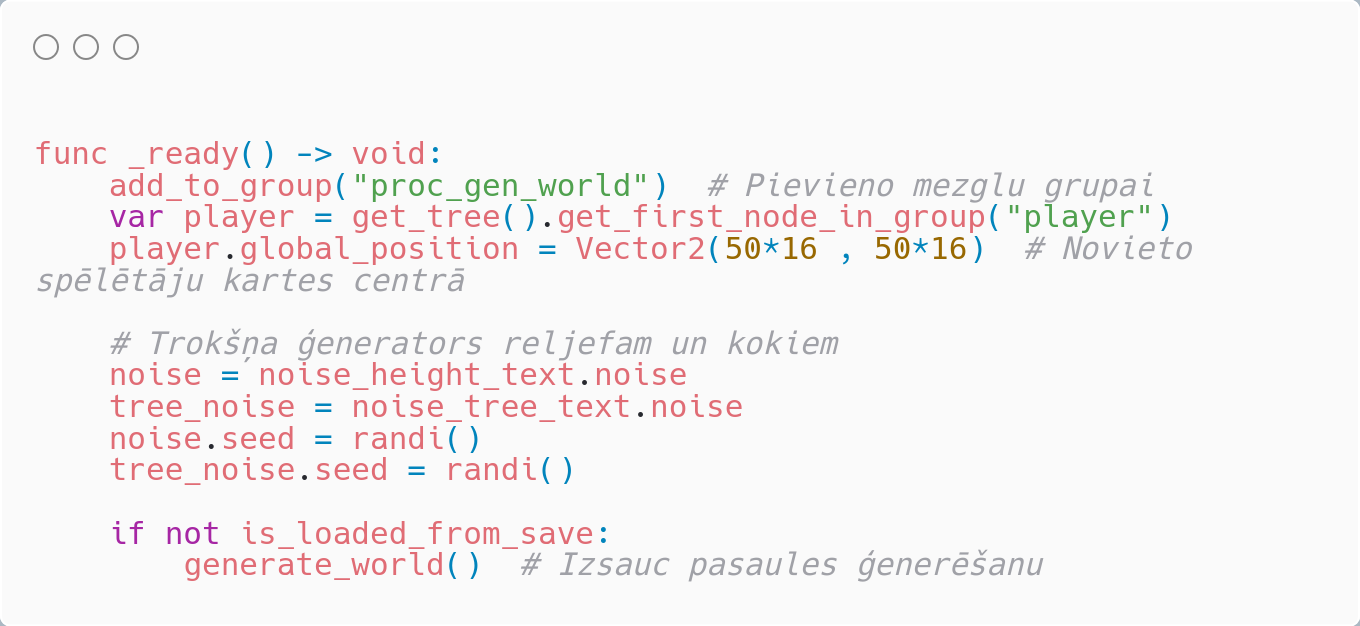 func _ready() -> void:
    add_to_group("proc_gen_world")  # Pievieno mezglu grupai
    var player = get_tree().get_first_node_in_group("player")
    player.global_position = Vector2(50*16 , 50*16)  # Novieto
spēlētāju kartes centrā
    # Trokšņa ģenerators reljefam un kokiem
    noise = noise_height_text.noise
    tree_noise = noise_tree_text.noise
    noise.seed = randi()
    tree_noise.seed = randi()
    if not is_loaded_from_save:
        generate_world()  # Izsauc pasaules ģenerēšanu